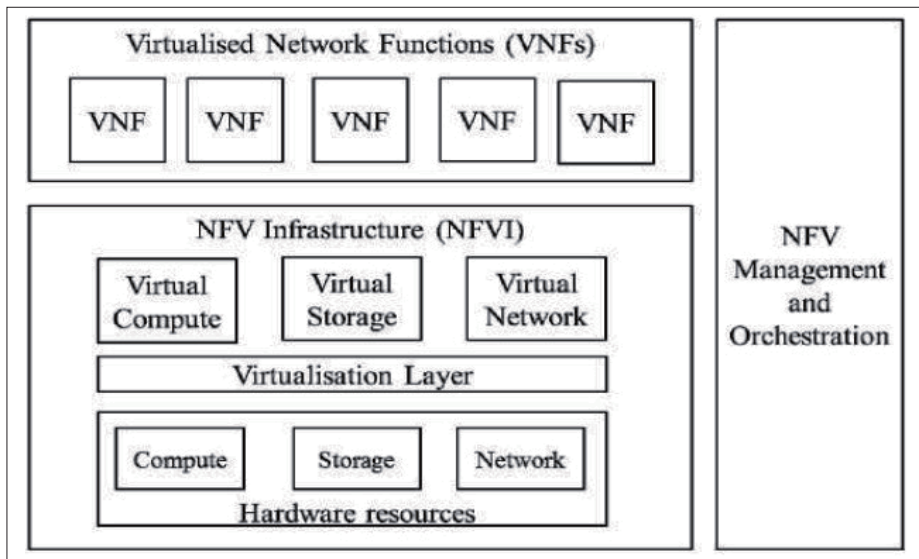 Virtualised Network Functions (VNFs)
VNF VNF VNF VNF VNF
NFV Infrastructure (NFVI)
Virtual Compute
Virtual Storage
Virtual Network
Virtualisation Layer
Compute Storage Network
Hardware resources
NFV
Management
and
Orchestration